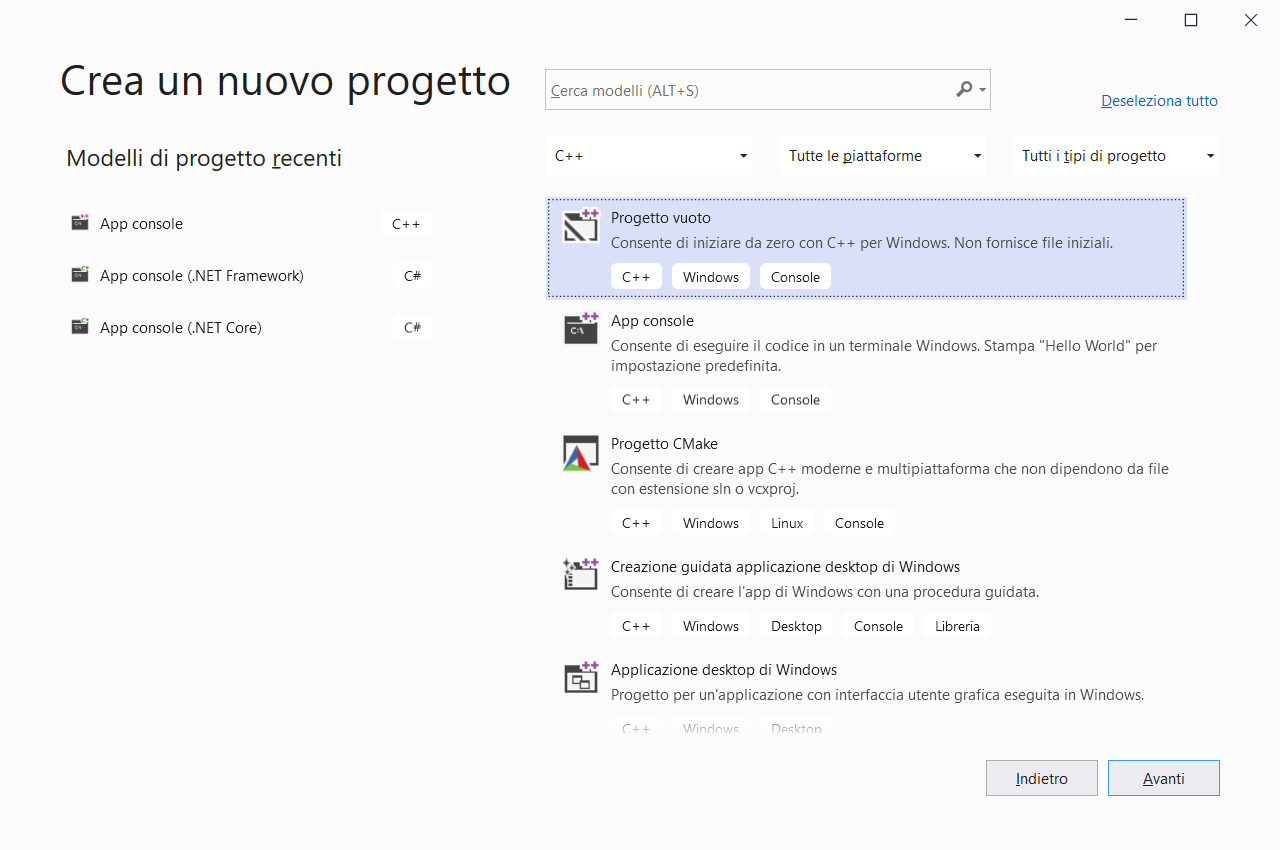 Crea un nuovo progetto
Cerca modelli (ALT+S)
Deseleziona tutto
Modelli di progetto recenti
C++
Tutte le piattaforme
Tutti i tipi di progetto
App console
C++
App console (.NET Framework)
C#
App console (.NET Core)
C#
Progetto vuoto
Consente di iniziare da zero con C++ per Windows. Non fornisce file iniziali.
C++ Windows Console
App console
Consente di eseguire il codice in un terminale Windows. Stampa "Hello World" per
impostazione predefinita.
C++ Windows Console
Progetto CMake
Consente di creare app C++ moderne e multipiattaforma che non dipendono da file
con estensione sln o vcxproj.
C++ Windows Linux Console
Creazione guidata applicazione desktop di Windows
Consente di creare l'app di Windows con una procedura guidata.
C++ Windows Desktop Console Libreria
Applicazione desktop di Windows
Progetto per un'applicazione con interfaccia utente grafica eseguita in Windows.
C++ Windows Desktop
Indietro
Avanti